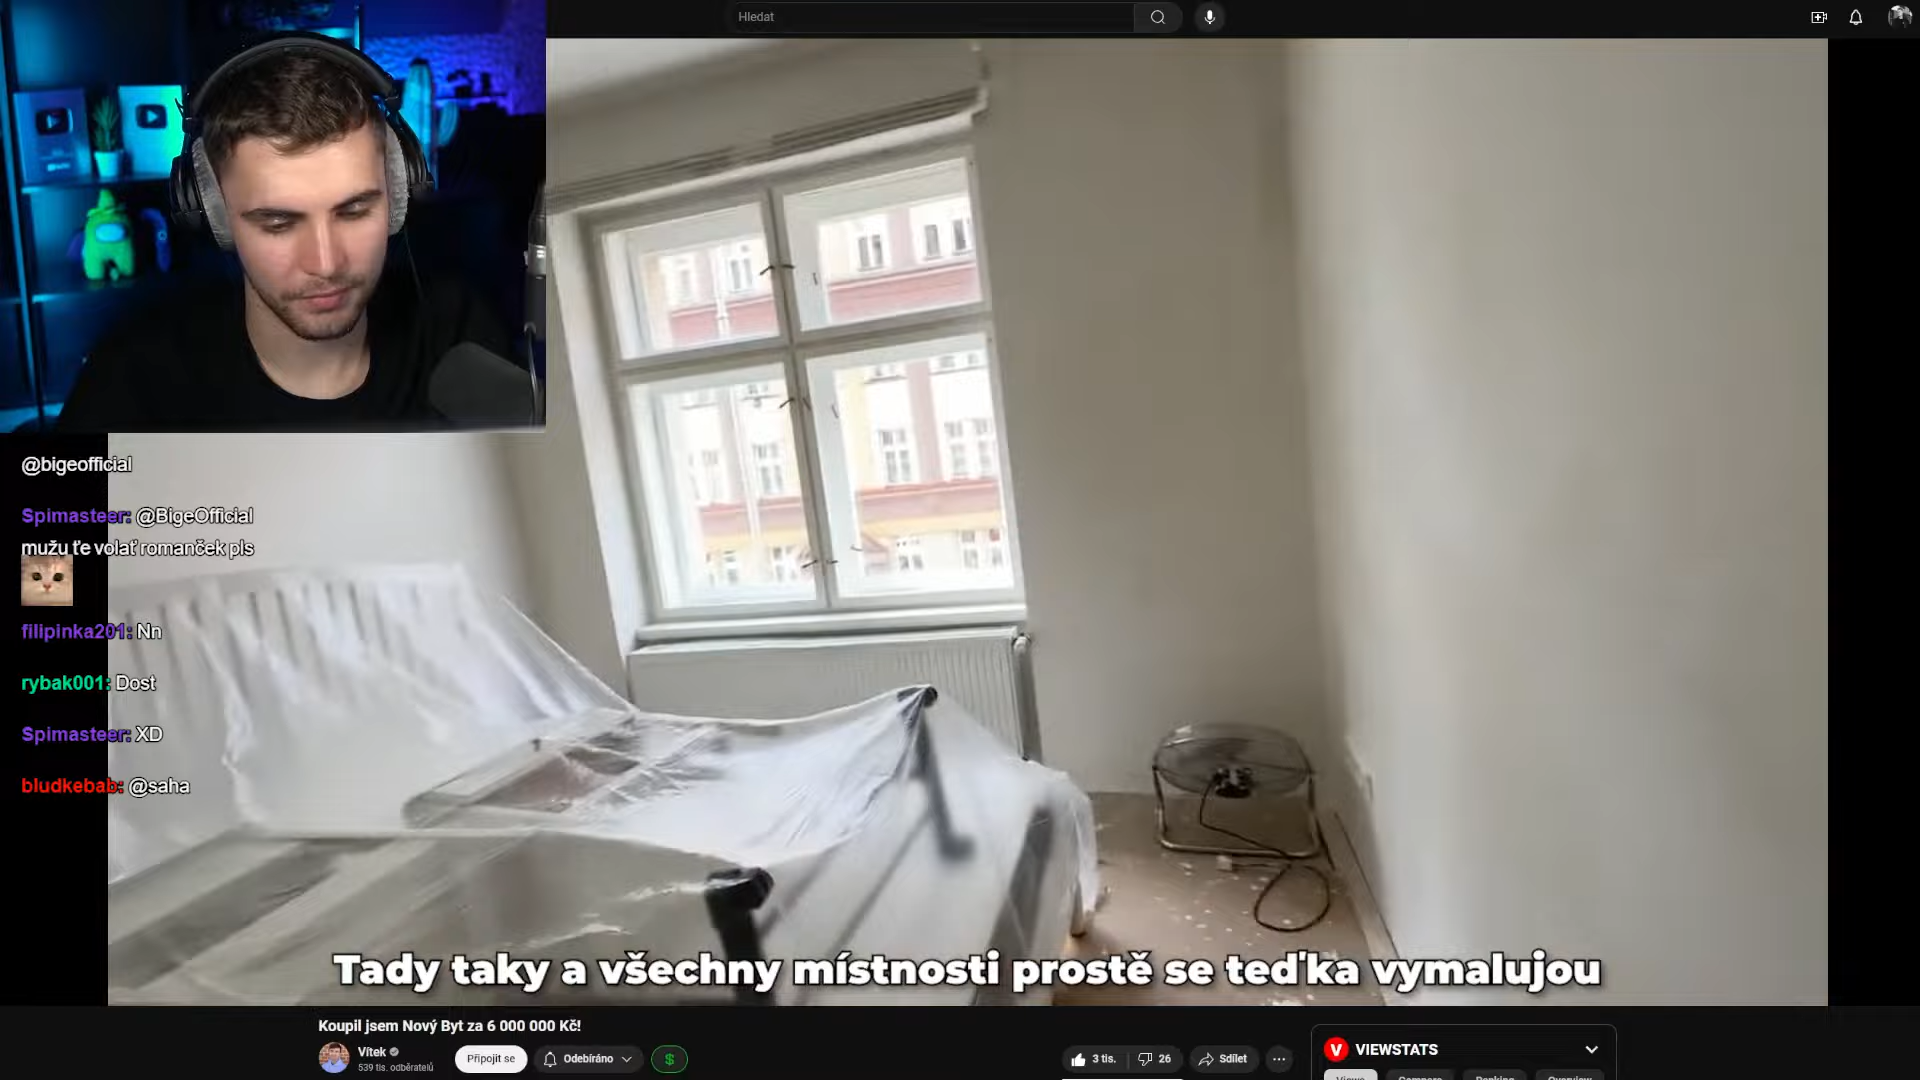 Hledat
@bigeofficial
Spimasteer: @BigeOfficial
mužu ťe volať romanček pls
filipinka201: Nn
rybak001: Dost
Spimasteer: XD
bludkebab: @saha
Tady taky a všechny místnosti prostě se teďka vymalujou
Koupil jsem Nový Byt za 6 000 000 Kč!
Vítek
539 tis. odběratelů
Připojit se
Odebíráno
$
3 tis.
26
Sdílet
V VIEWSTATS